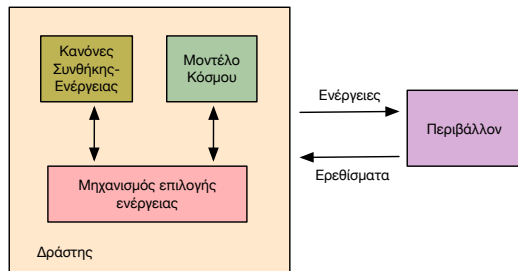 Κανόνες
Συνθήκης-
Ενέργειας
Μοντέλο
Κόσμου
Ενέργειες
Περιβάλλον
Ερεθίσματα
Μηχανισμός επιλογής
ενέργειας
Δράστης